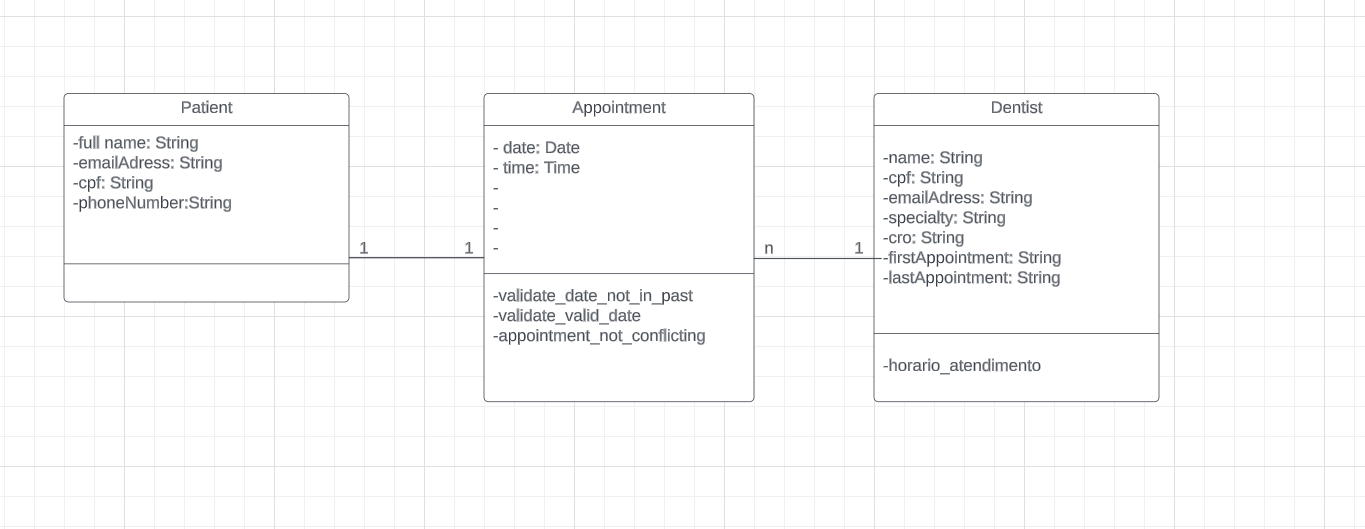 Patient
-full name: String
-emailAdress: String
-cpf: String
-phoneNumber:String
1
1
Appointment
- date: Date
- time: Time
-
-
-
-
-validate_date_not_in_past
-validate_valid_date
-appointment_not_conflicting
n
1
Dentist
-name: String
-cpf: String
-emailAdress: String
-specialty: String
-cro: String
-firstAppointment: String
-lastAppointment: String
-horario_atendimento